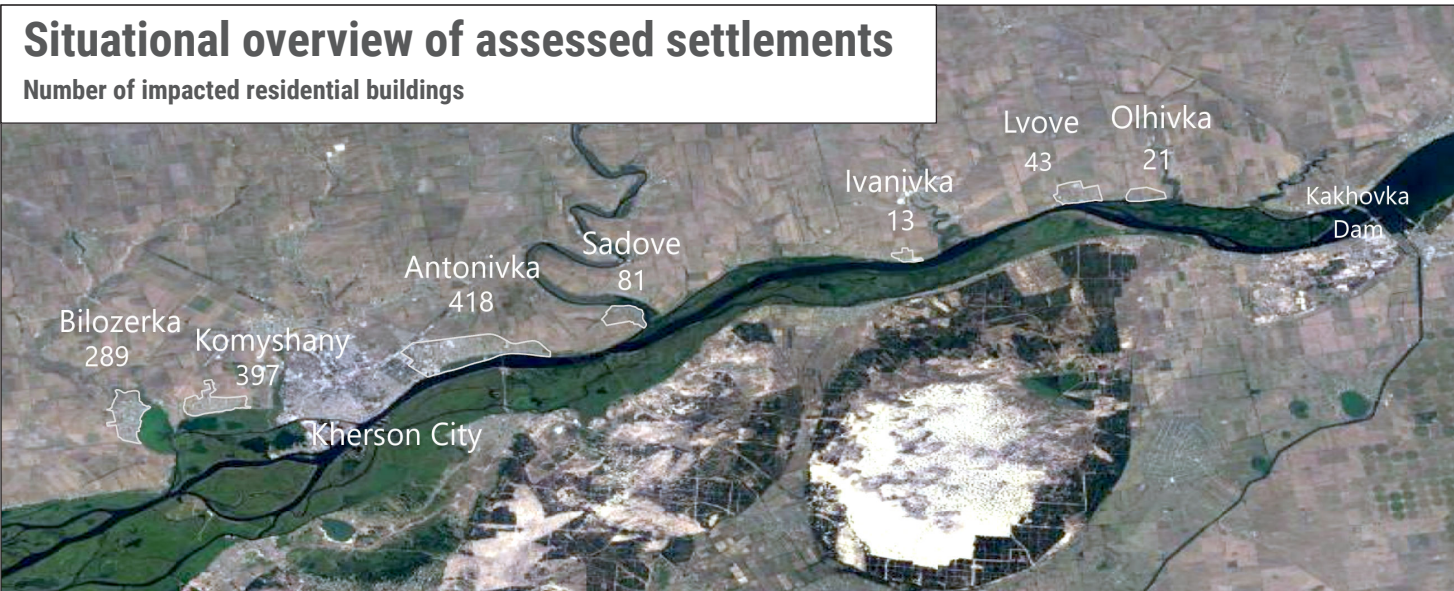 Situational overview of assessed settlements
Number of impacted residential buildings
Lvove
43
Olhivka
21
Ivanivka
13
Kakhovka
Dam
Sadove
81
Antonivka
418
Bilozerka
289
Komyshany
397
Kherson City